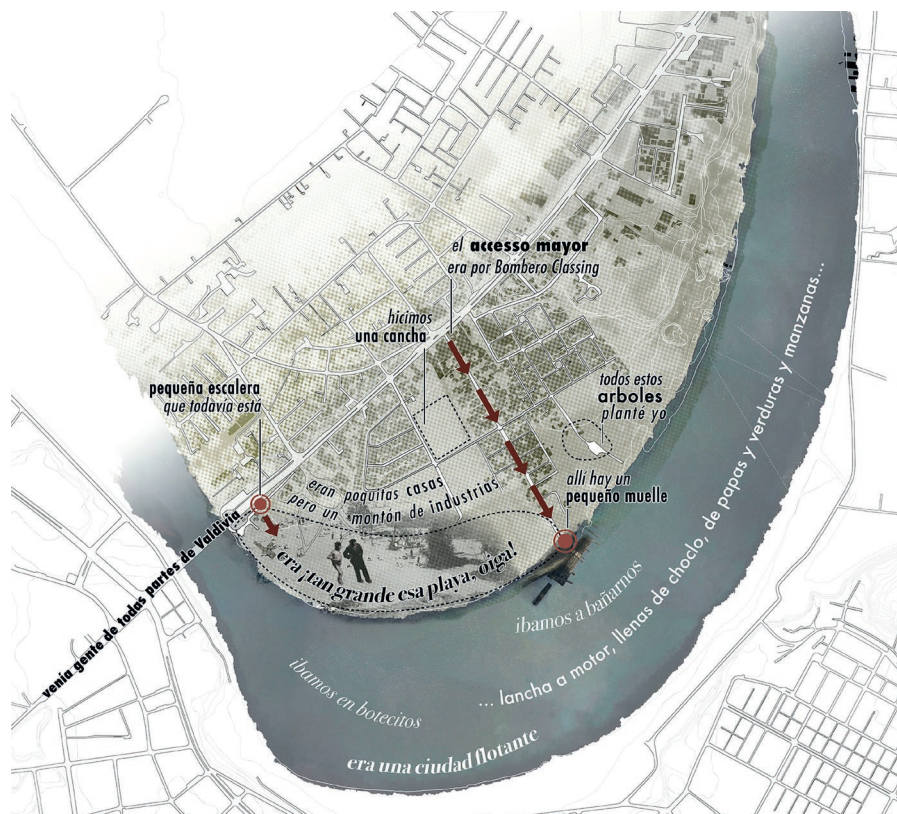 el accesso mayor
era por Bombero Classing
hicimos
una cancha
pequeña escalera
que todavía está
todos estos
arboles
planté yo
allí hay un
pequeño muelle
eran poquitas casas
pero un montón de industrias
era ¡tan grande esa playa, oiga!
venía gente de todas partes de Valdivia
ibamos a bañarnos
... lancha a motor, llenas de choclo, de papas y verduras y manzanas...
ibamos en botecitos
era una ciudad flotante